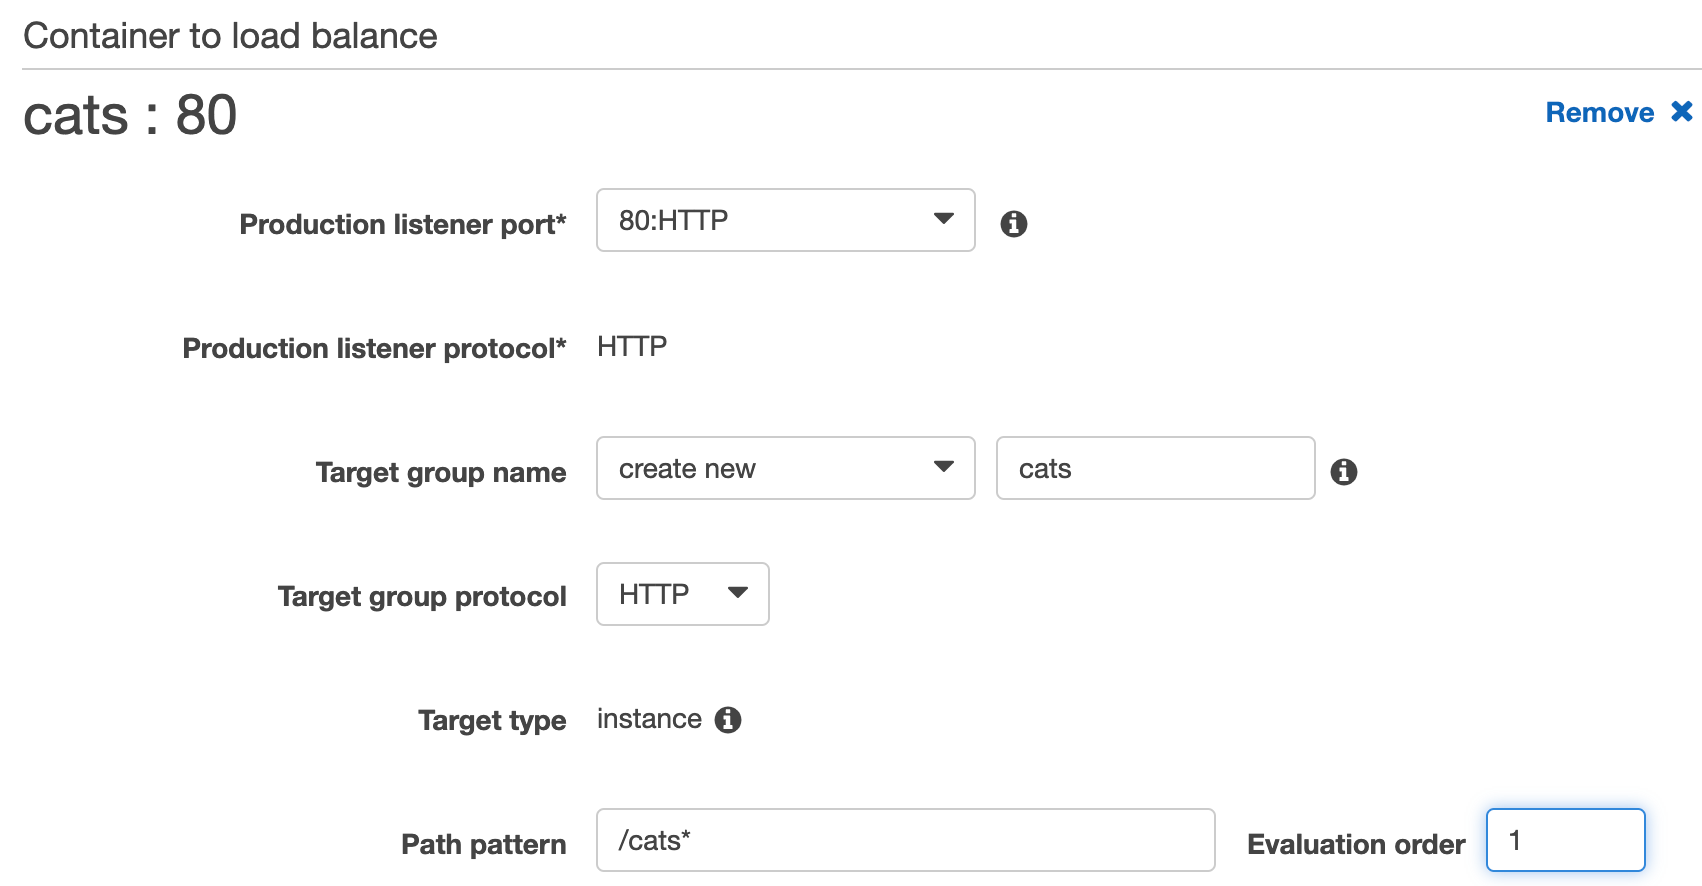 Container to load balance
cats : 80
Remove
Production listener port*
80:HTTP
Production listener protocol*
HTTP
Target group name
create new
cats
Target group protocol
HTTP
Target type
instance
Path pattern
/cats*
Evaluation order
1